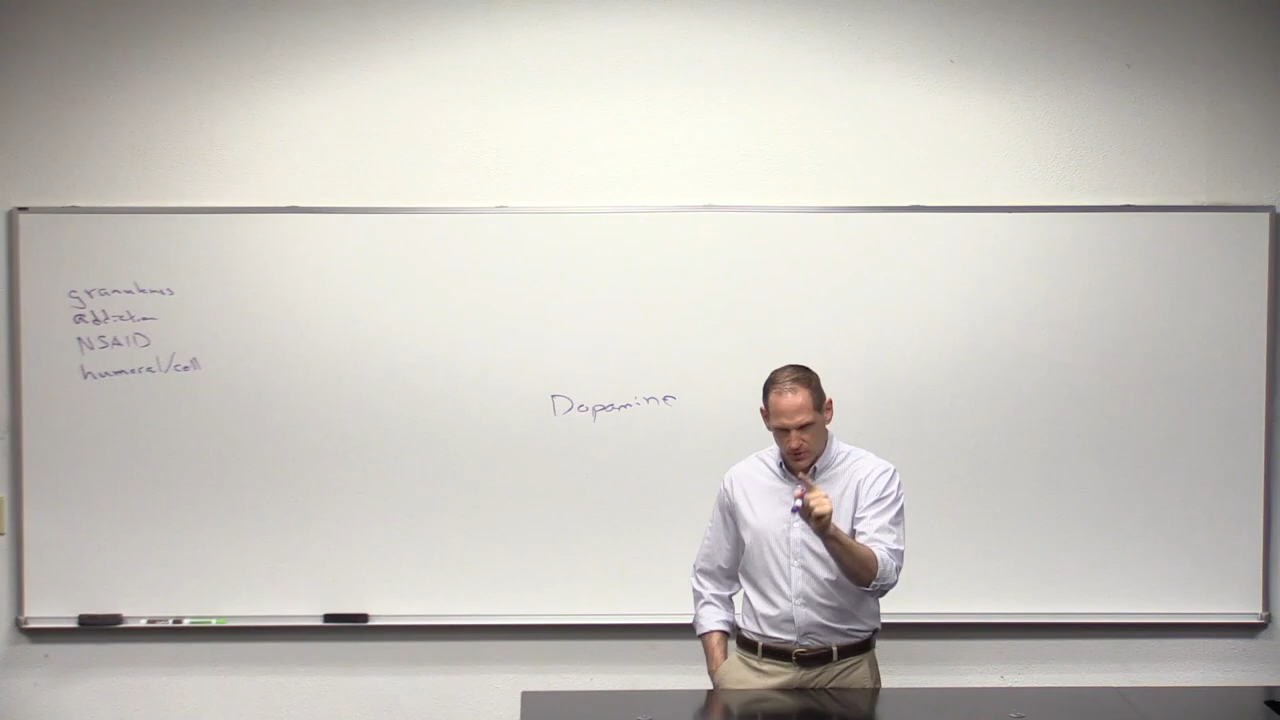 granulomas
addiction
NSAID
humoral/cell
Dopamine